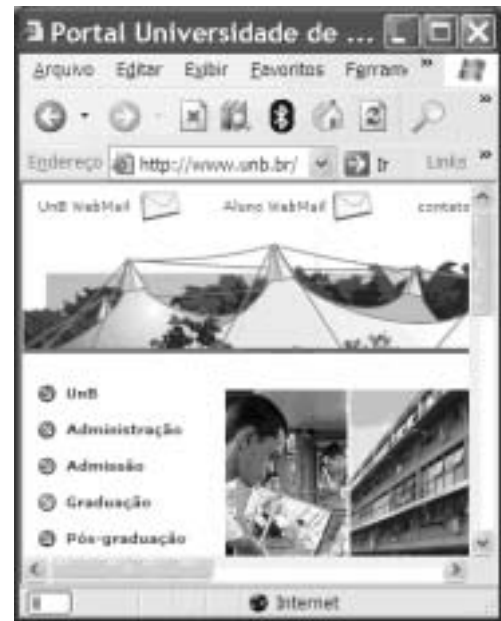 Portal Universidade de ...
Arquivo Editar Exibir Favoritos Ferram »
»
Endereço http://www.unb.br/ Ir Links »
UnB WebMail Aluno WebMail contato
UnB
Administração
Admissão
Graduação
Pós-graduação
Internet